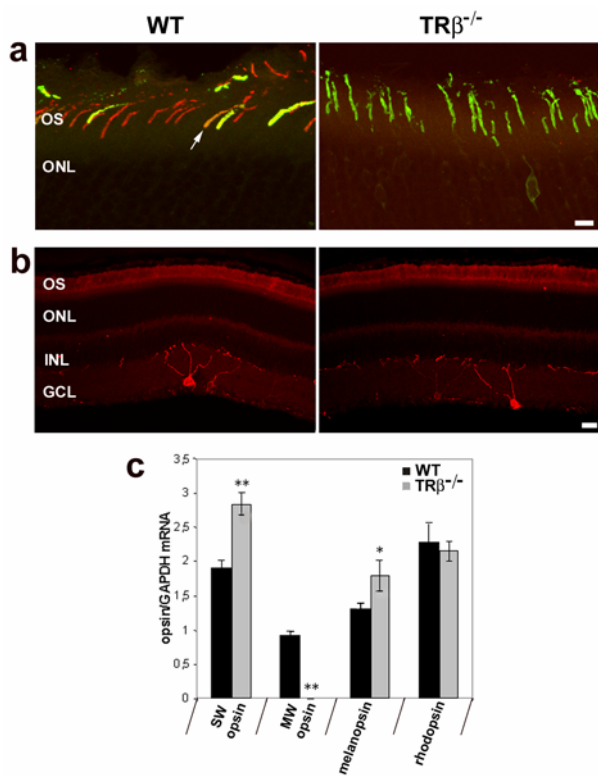 WT TRβ-/-
a
OS
ONL
b
OS
ONL
INL
GCL
c
opsin/GAPDH mRNA
3,5
3
2,5
2
1,5
1
0,5
0
** 
**
*
WT
TRβ-/-
SW opsin
MW opsin
melanopsin
rhodopsin